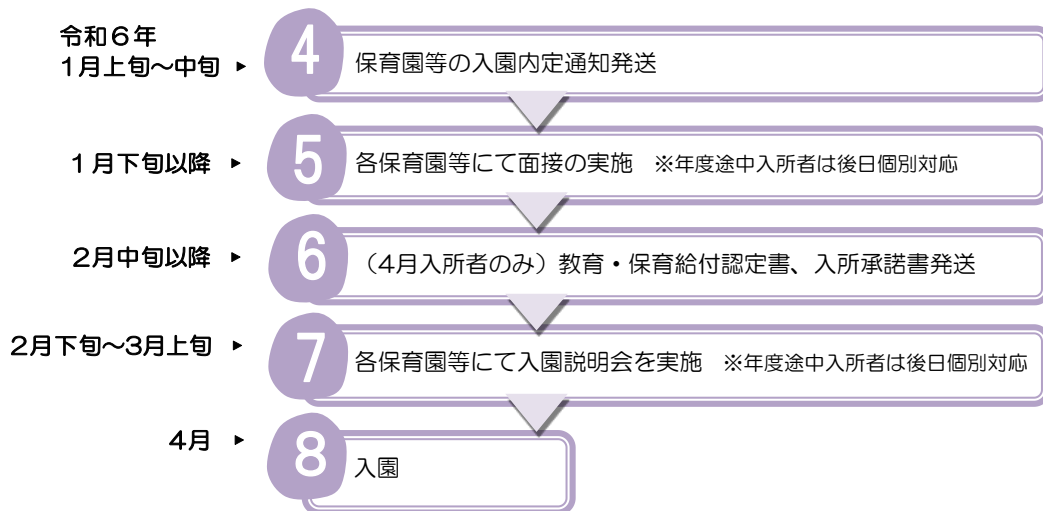 令和6年
1月上旬〜中旬 ▶ 4 保育園等の入園内定通知発送
1月下旬以降 ▶ 5 各保育園等にて面接の実施 ※年度途中入所者は後日個別対応
2月中旬以降 ▶ 6 （4月入所者のみ）教育・保育給付認定書、入所承諾書発送
2月下旬〜3月上旬 ▶ 7 各保育園等にて入園説明会を実施 ※年度途中入所者は後日個別対応
4月 ▶ 8 入園